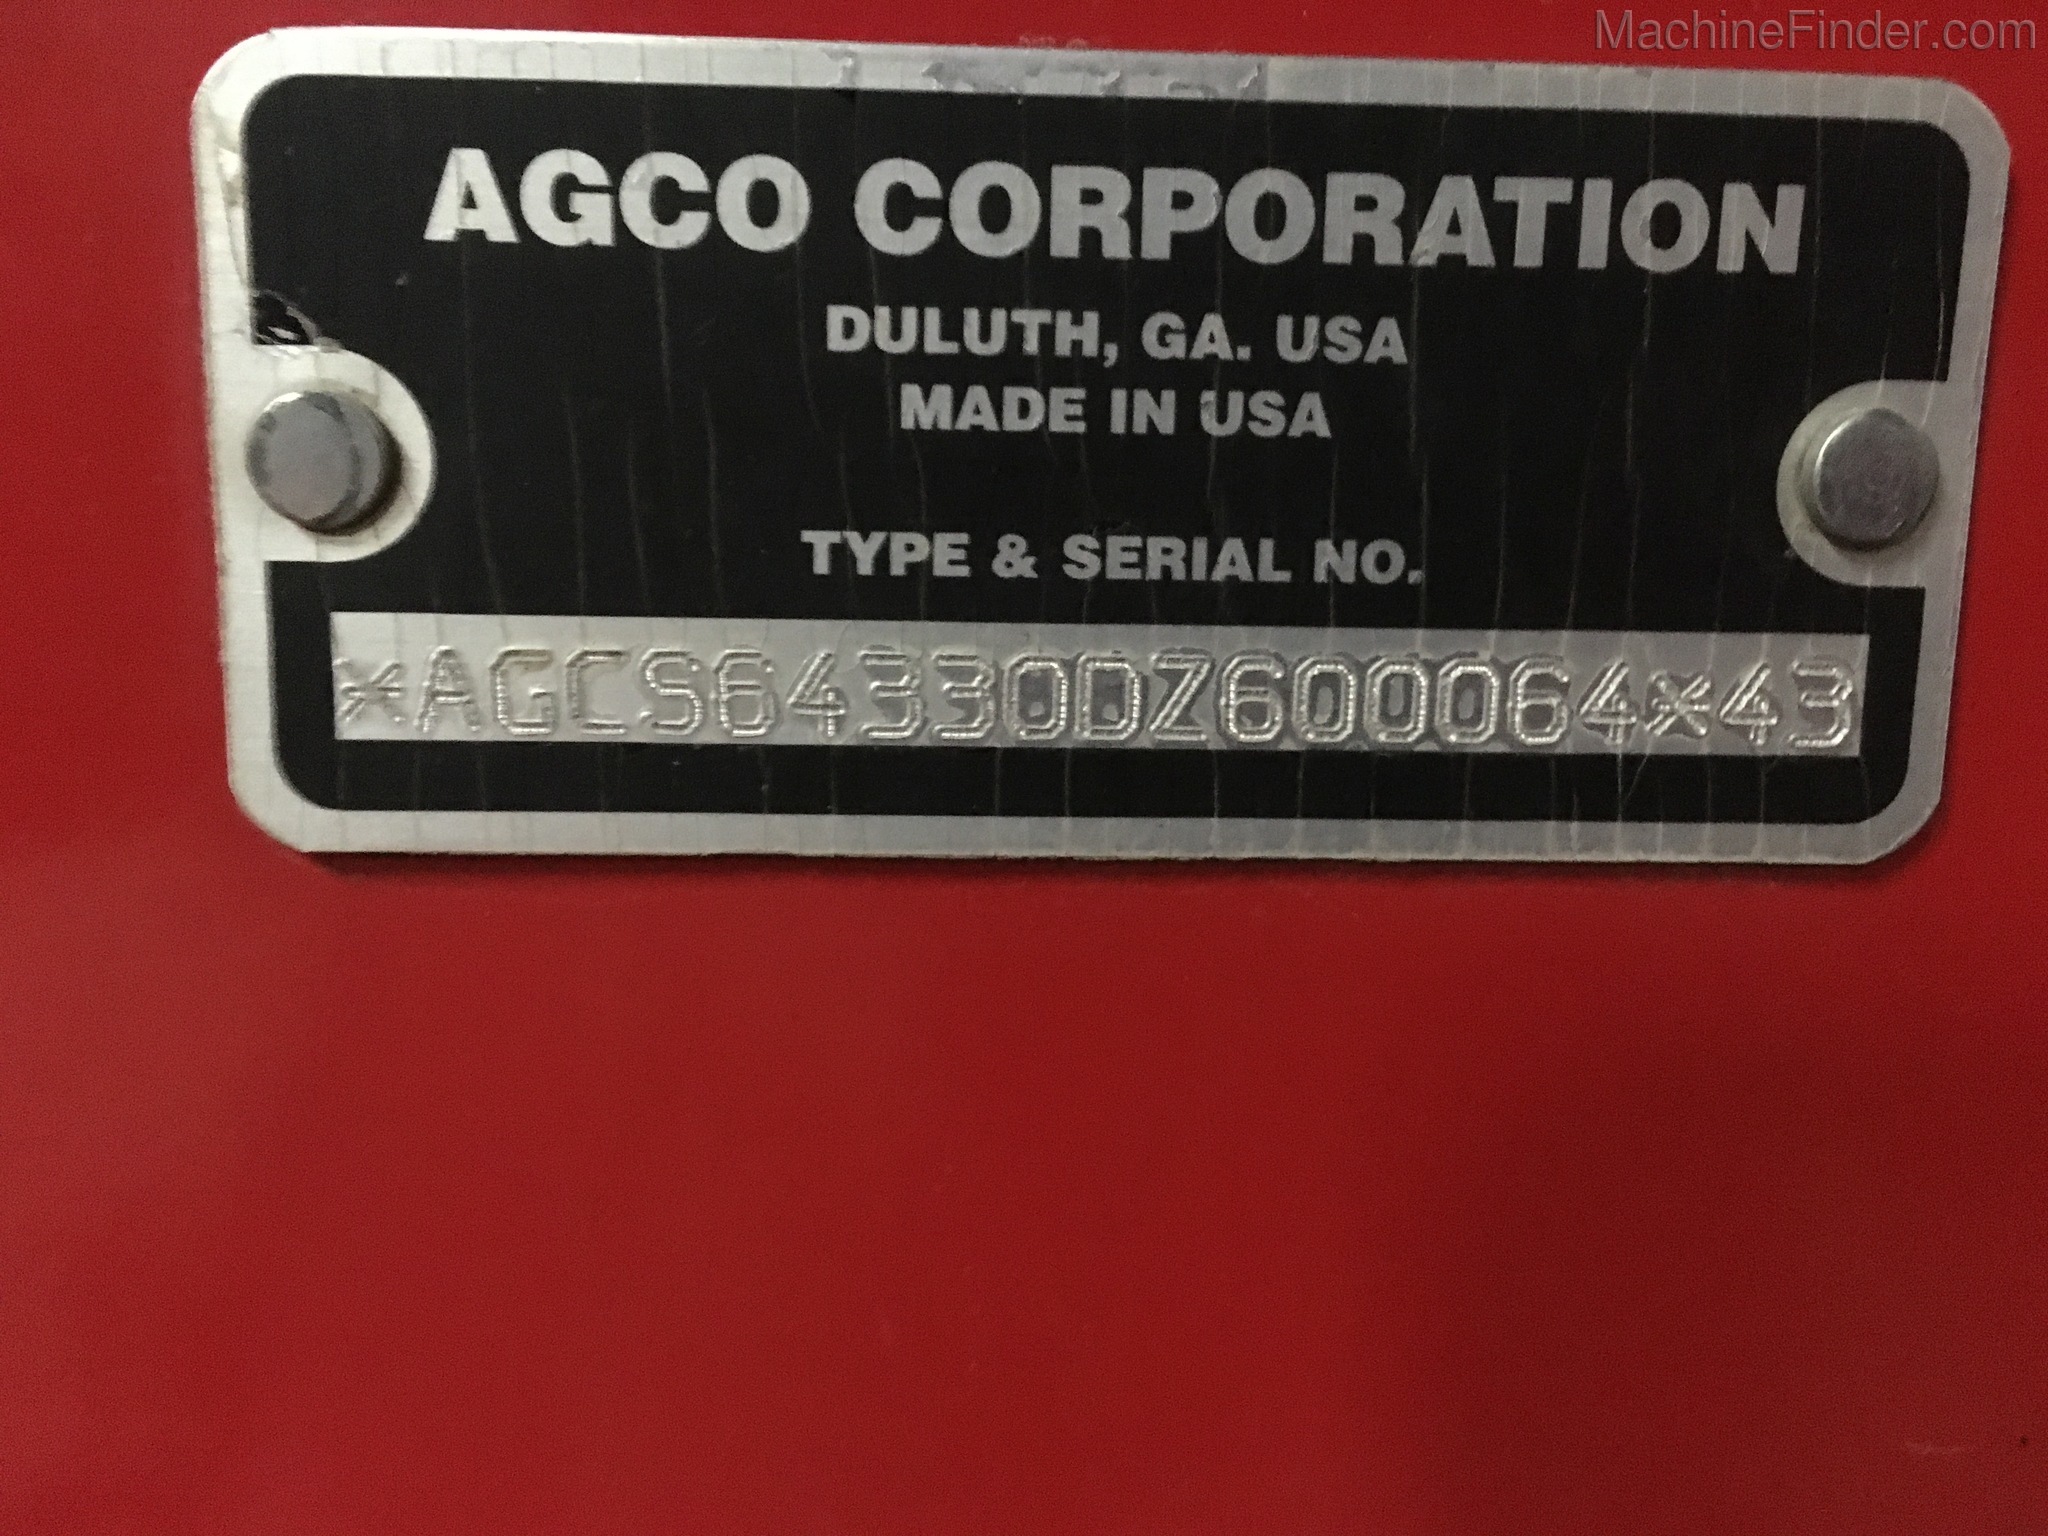 MachineFinder.com
AGCO CORPORATION
DULUTH, GA. USA
MADE IN USA
TYPE & SERIAL NO.
*AGCS64330DZ600064*43